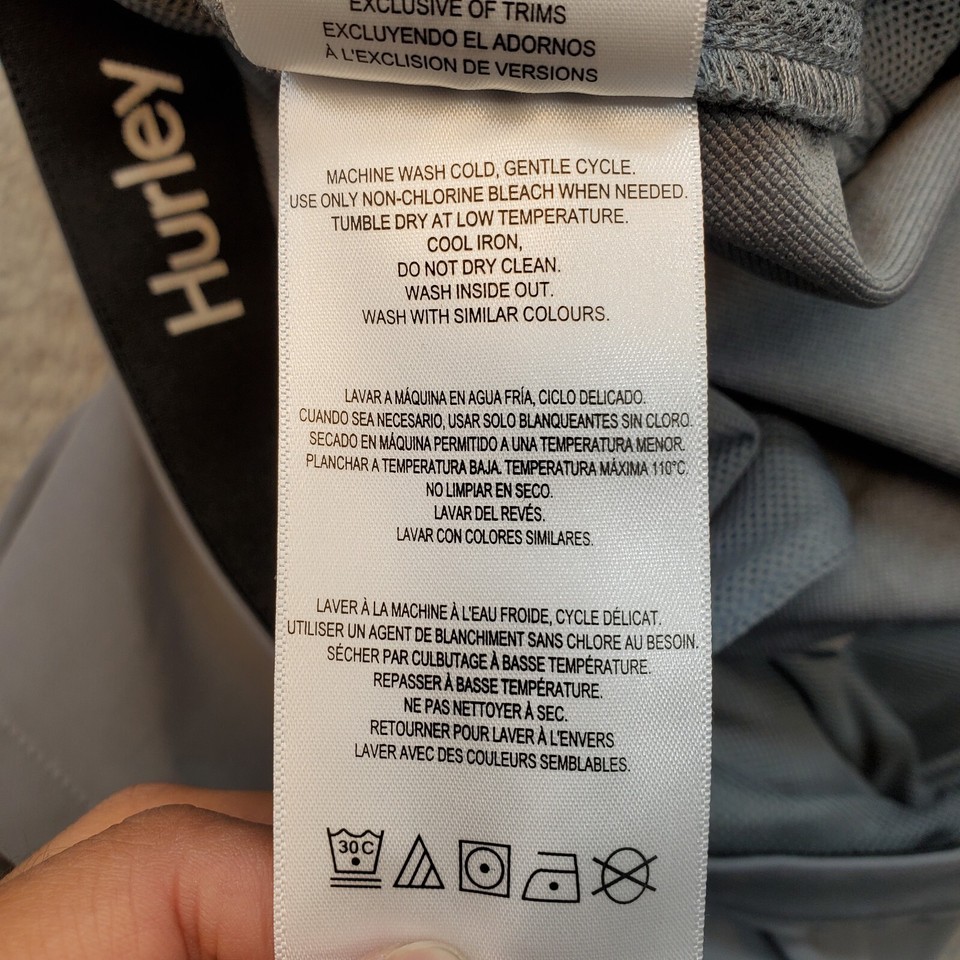 EXCLUSIVE OF TRIMS
EXCLUYENDO EL ADORNOS
À L'EXCLISION DE VERSIONS
Hurley
MACHINE WASH COLD, GENTLE CYCLE.
USE ONLY NON-CHLORINE BLEACH WHEN NEEDED.
TUMBLE DRY AT LOW TEMPERATURE.
COOL IRON,
DO NOT DRY CLEAN.
WASH INSIDE OUT.
WASH WITH SIMILAR COLOURS.
LAVAR A MÁQUINA EN AGUA FRÍA, CICLO DELICADO.
CUANDO SEA NECESARIO, USAR SOLO BLANQUEANTES SIN CLORO.
SECADO EN MÁQUINA PERMITIDO A UNA TEMPERATURA MENOR.
PLANCHAR A TEMPERATURA BAJA. TEMPERATURA MÁXIMA 110°C.
NO LIMPIAR EN SECO.
LAVAR DEL REVÉS.
LAVAR CON COLORES SIMILARES.
LAVER À LA MACHINE À L'EAU FROIDE, CYCLE DÉLICAT.
UTILISER UN AGENT DE BLANCHIMENT SANS CHLORE AU BESOIN.
SÉCHER PAR CULBUTAGE À BASSE TEMPÉRATURE.
REPASSER À BASSE TEMPÉRATURE.
NE PAS NETTOYER À SEC.
RETOURNER POUR LAVER À L'ENVERS
LAVER AVEC DES COULEURS SEMBLABLES.
30 C